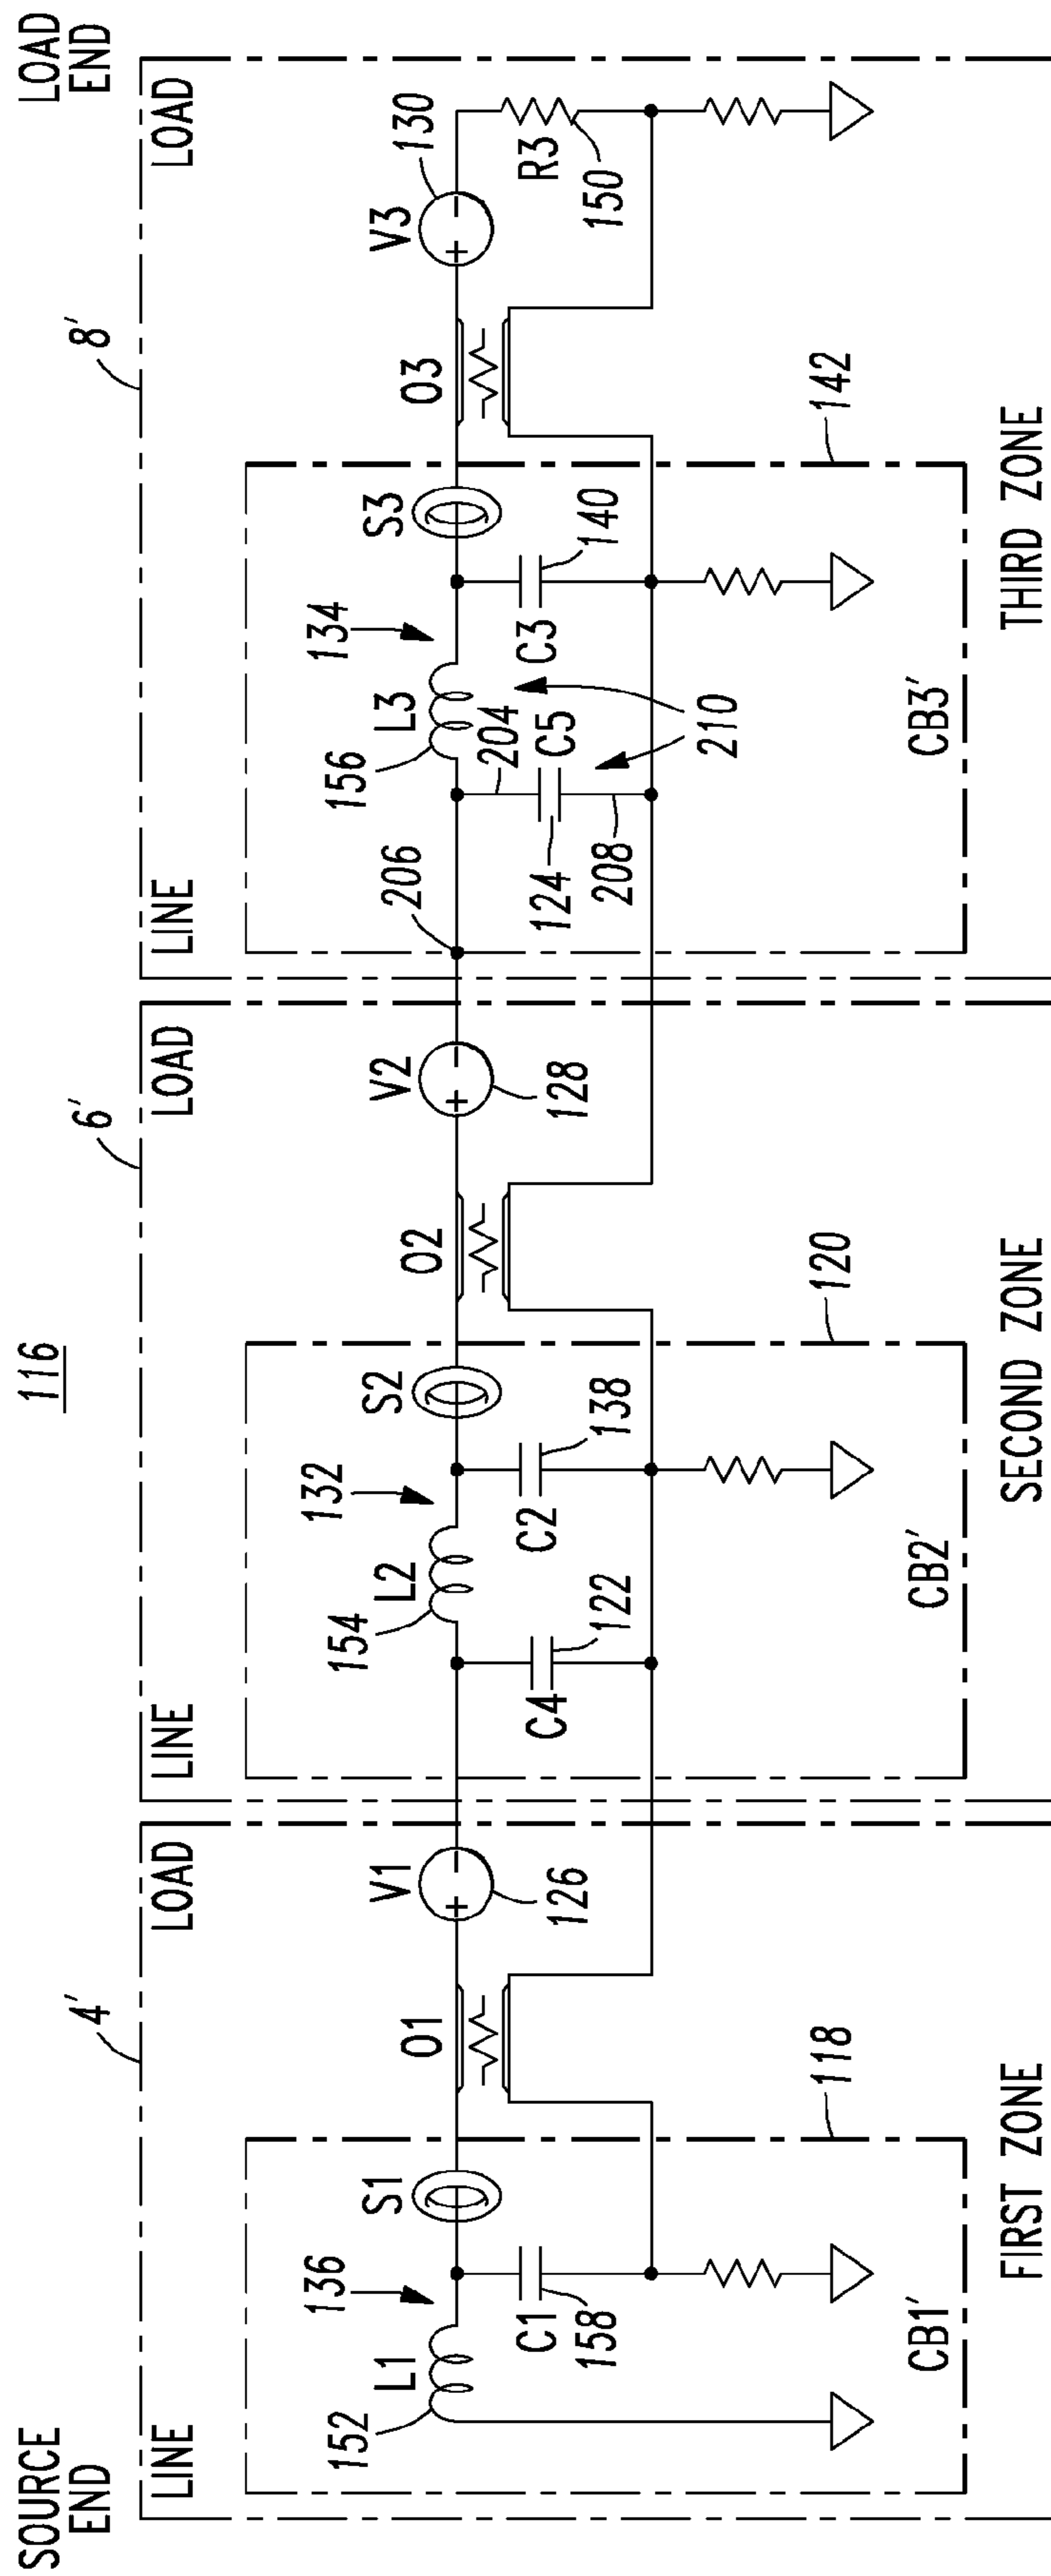 116
SOURCE
END
LOAD
END
4'
6'
8'
LINE
LOAD
LINE
LOAD
LINE
LOAD
152
L1
136
S1
O1
V1
126
C1
158
118
CB1'
FIRST ZONE
154
L2
132
S2
O2
V2
128
C4
122
C2
138
120
CB2'
SECOND ZONE
206
156
L3
134
S3
O3
V3
130
204
C5
124
208
210
C3
140
R3
150
142
CB3'
THIRD ZONE
+
−
+
−
+
−